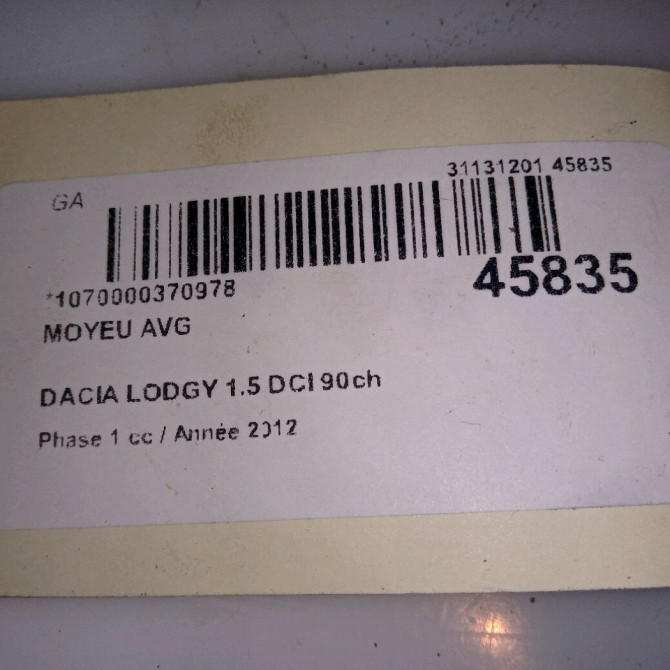 31131201 45835
GA
*1070000370978
45835
MOYEU AVG
DACIA LODGY 1.5 DCI 90ch
Phase 1 cc / Année 2012